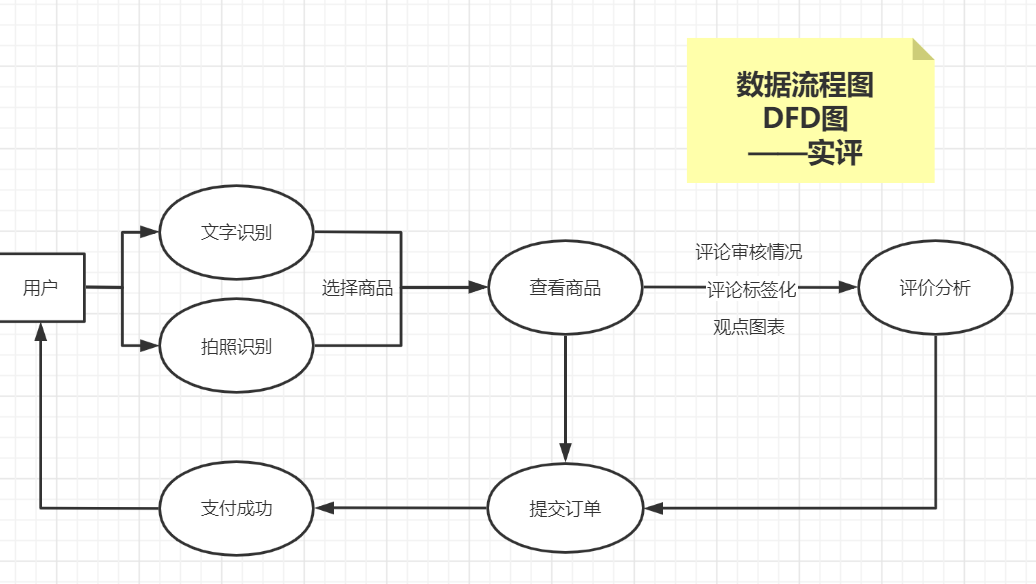 数据流程图
DFD图
——实评
文字识别
用户
选择商品
拍照识别
查看商品
评论审核情况
评论标签化
观点图表
评价分析
支付成功
提交订单